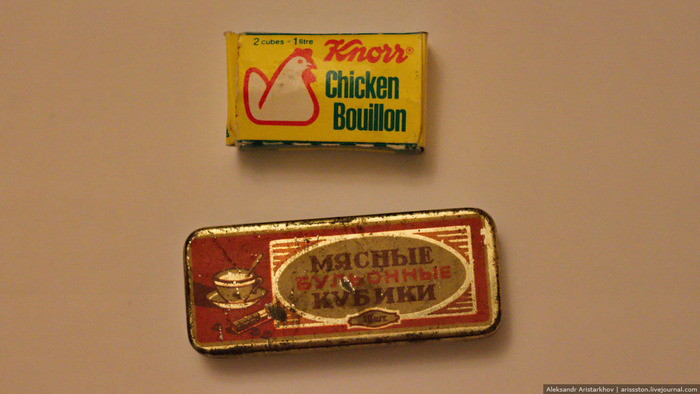 2 cubes - 1 litre
Knorr®
Chicken
Bouillon
МЯСНЫЕ
БУЛЬОННЫЕ
КУБИКИ
Aleksandr Aristarkhov | arissston.livejournal.com